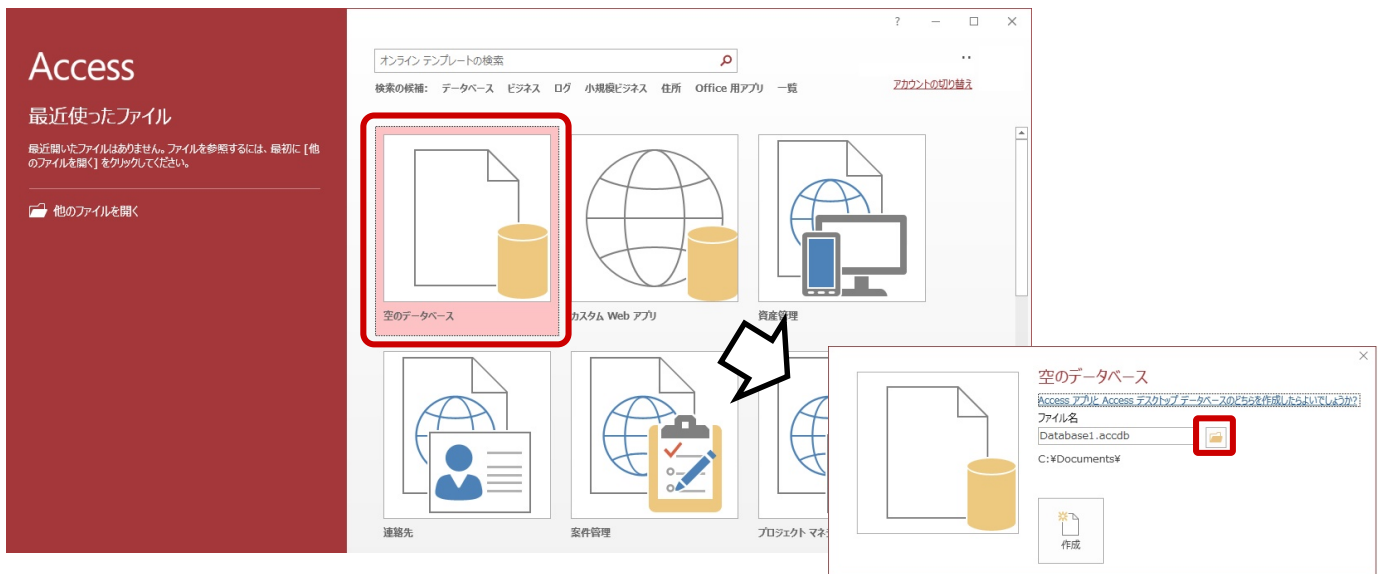 Access
最近使ったファイル
最近開いたファイルはありません。ファイルを参照するには、最初に [他
のファイルを開く] をクリックしてください。
他のファイルを開く
?
オンライン テンプレートの検索
検索の候補: データベース ビジネス ログ 小規模ビジネス 住所 Office 用アプリ 一覧
アカウントの切り替え
空のデータベース
カスタム Web アプリ
資産管理
連絡先
案件管理
プロジェクト マネ
空のデータベース
Access アプリと Access デスクトップ データベースのどちらを作成したらよいでしょうか?
ファイル名
Database1.accdb
C:¥Documents¥
作成